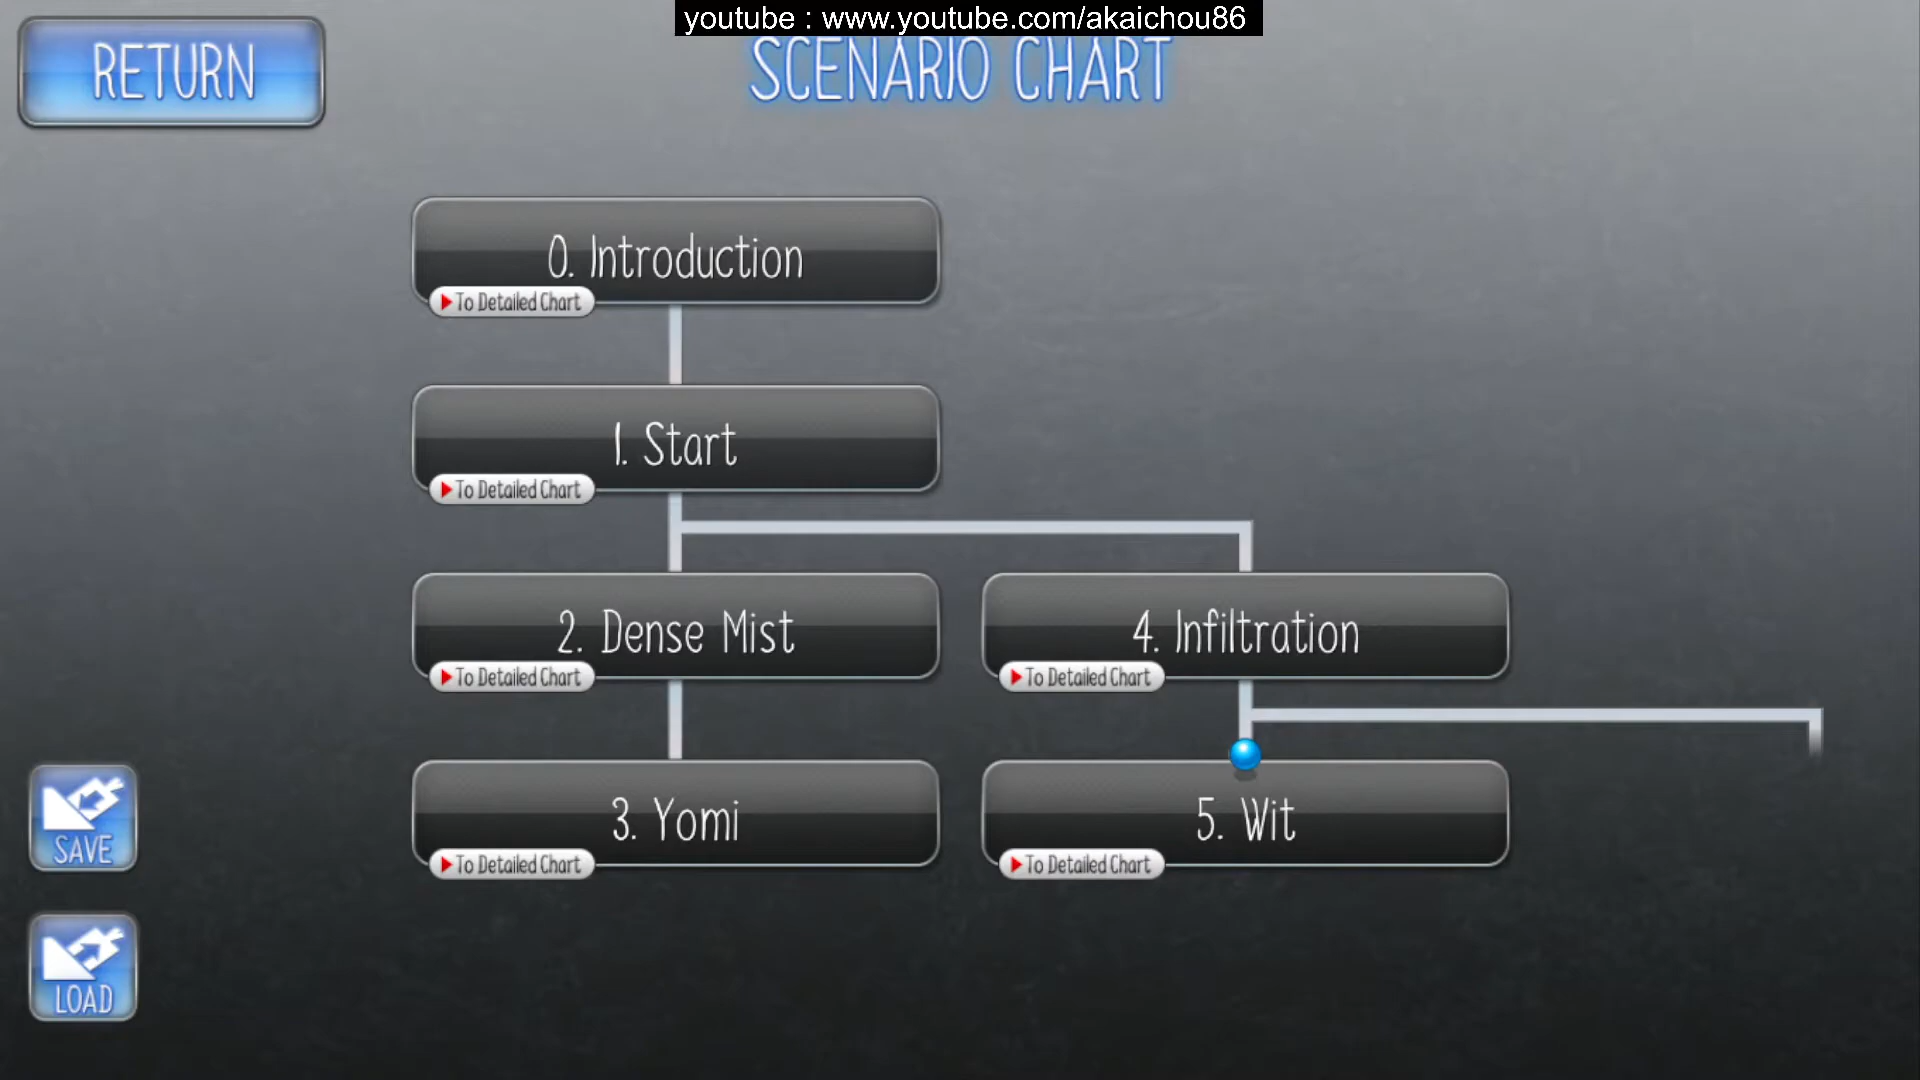 youtube : www.youtube.com/akaichou86
RETURN
SCENARIO CHART
0. Introduction
To Detailed Chart
1. Start
To Detailed Chart
2. Dense Mist
To Detailed Chart
4. Infiltration
To Detailed Chart
3. Yomi
To Detailed Chart
5. Wit
To Detailed Chart
SAVE
LOAD